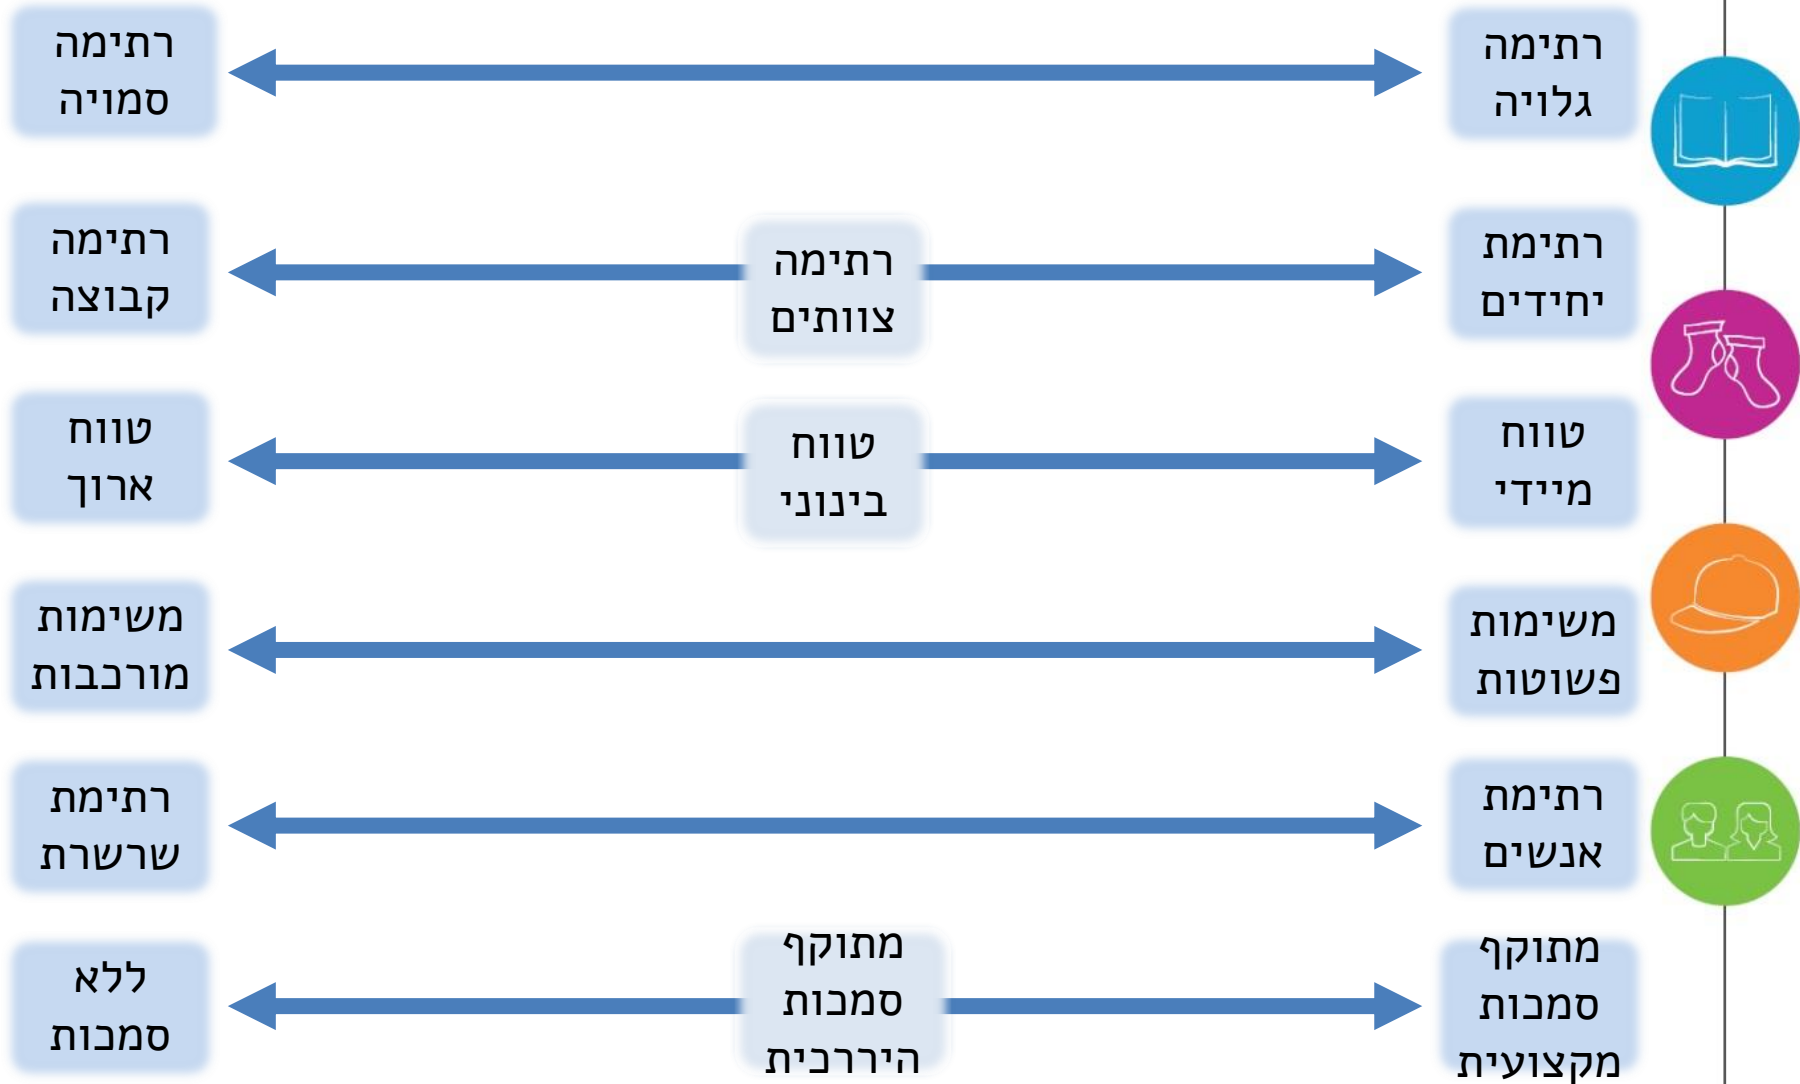 רתימה
גלויה
רתימה
סמויה
רתימת
יחידים
רתימה
צוותים
רתימה
קבוצה
טווח
מיידי
טווח
בינוני
טווח
ארוך
משימות
פשוטות
משימות
מורכבות
רתימת
אנשים
רתימת
שרשרת
מתוקף
סמכות
מקצועית
מתוקף
סמכות
היררכית
ללא
סמכות